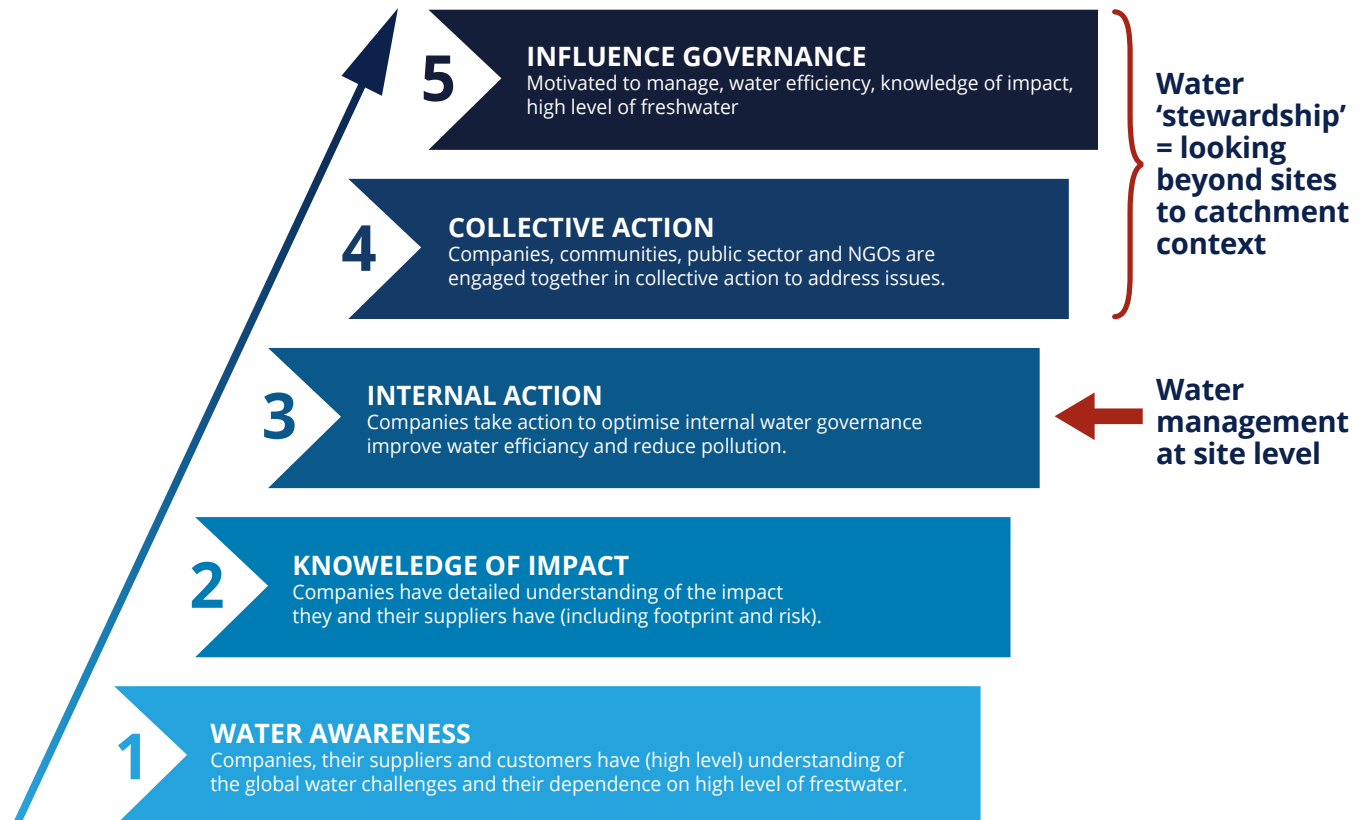 5
INFLUENCE GOVERNANCE
Motivated to manage, water efficiency, knowledge of impact,
high level of freshwater
Water
‘stewardship’
= looking
beyond sites
to catchment
context
4
COLLECTIVE ACTION
Companies, communities, public sector and NGOs are
engaged together in collective action to address issues.
3
INTERNAL ACTION
Companies take action to optimise internal water governance
improve water efficiancy and reduce pollution.
Water
management
at site level
2
KNOWELEDGE OF IMPACT
Companies have detailed understanding of the impact
they and their suppliers have (including footprint and risk).
1
WATER AWARENESS
Companies, their suppliers and customers have (high level) understanding of
the global water challenges and their dependence on high level of frestwater.